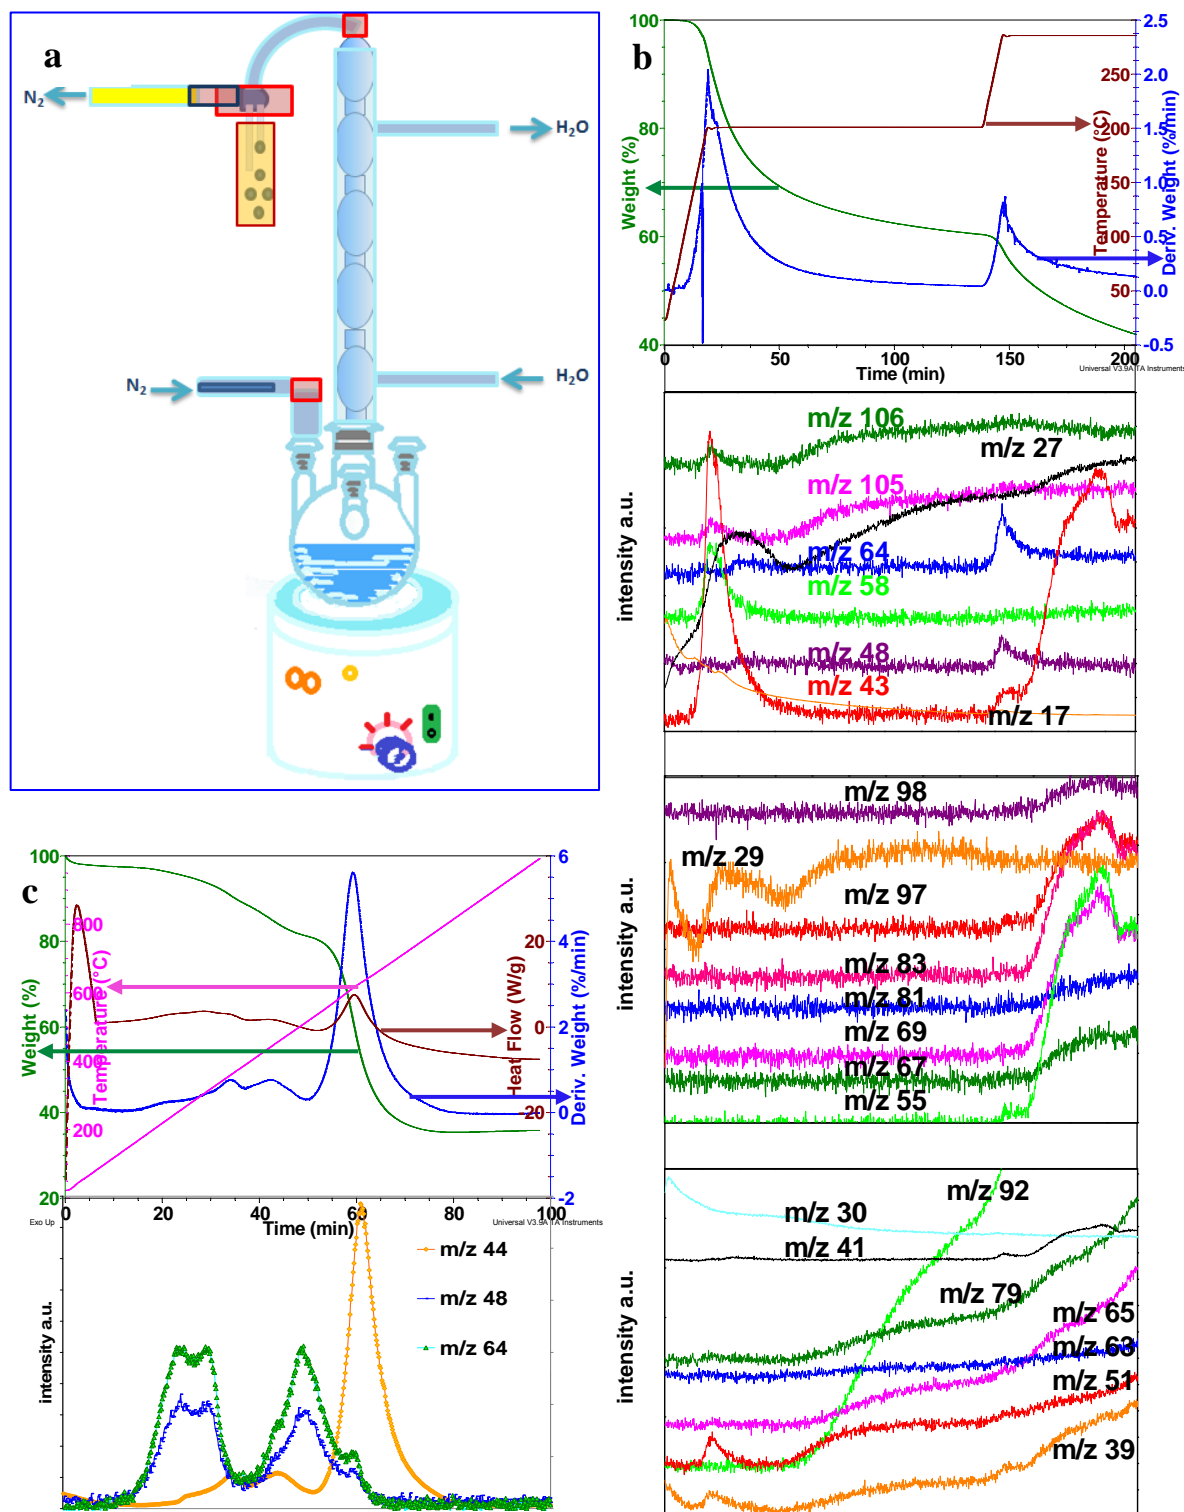 a
N2
H2O
N2
H2O
b
100
80
60
40
Weight (%)
0
50
100
150
200
Time (min)
Universal V3.9A TA Instruments
250
200
150
100
50
Temperature (°C)
2.5
2.0
1.5
1.0
0.5
0.0
-0.5
Deriv. Weight (%/min)
intensity a.u.
m/z 106
m/z 27
m/z 105
m/z 64
m/z 58
m/z 48
m/z 43
m/z 17
intensity a.u.
m/z 98
m/z 29
m/z 97
m/z 83
m/z 81
m/z 69
m/z 67
m/z 55
intensity a.u.
m/z 92
m/z 30
m/z 41
m/z 79
m/z 65
m/z 63
m/z 51
m/z 39
c
100
80
60
40
20
Weight (%)
800
600
400
200
Temperature (°C)
20
0
-20
Heat Flow (W/g)
6
4
2
0
-2
Deriv. Weight (%/min)
0
20
40
60
80
100
Exo Up
Time (min)
Universal V3.9A TA Instruments
intensity a.u.
m/z 44
m/z 48
m/z 64